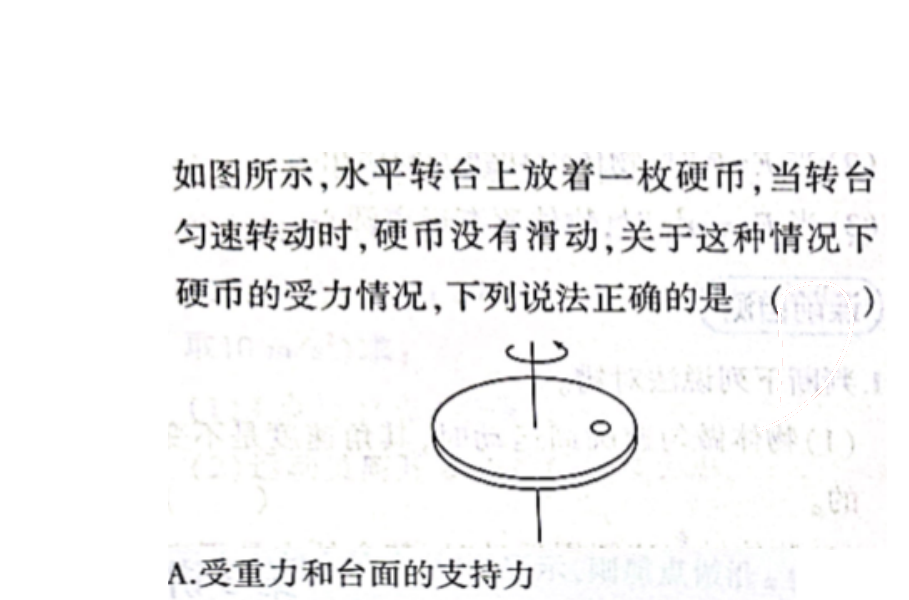 如图所示,水平转台上放着一枚硬币,当转台
匀速转动时,硬币没有滑动,关于这种情况下
硬币的受力情况,下列说法正确的是 ( )
A.受重力和台面的支持力